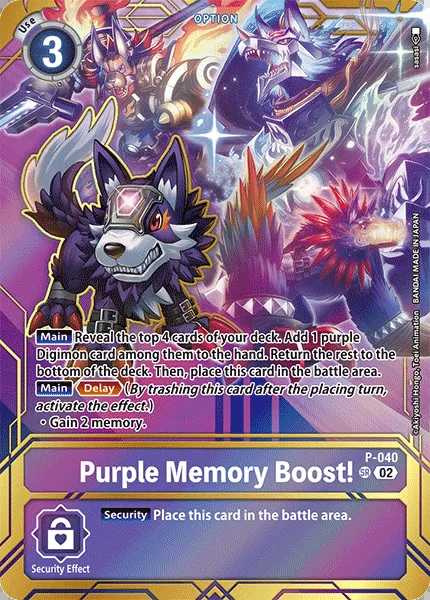 OPTION
Use
3
sasasi
[Main] Reveal the top 4 cards of your deck. Add 1 purple
Digimon card among them to the hand. Return the rest to the
bottom of the deck. Then, place this card in the battle area.
[Main] Delay (By trashing this card after the placing turn,
activate the effect.)
• Gain 2 memory.
©Akiyoshi Hongo, Toei Animation BANDAI MADE IN JAPAN
P-040
Purple Memory Boost! SR 02
[Security] Place this card in the battle area.
Security Effect